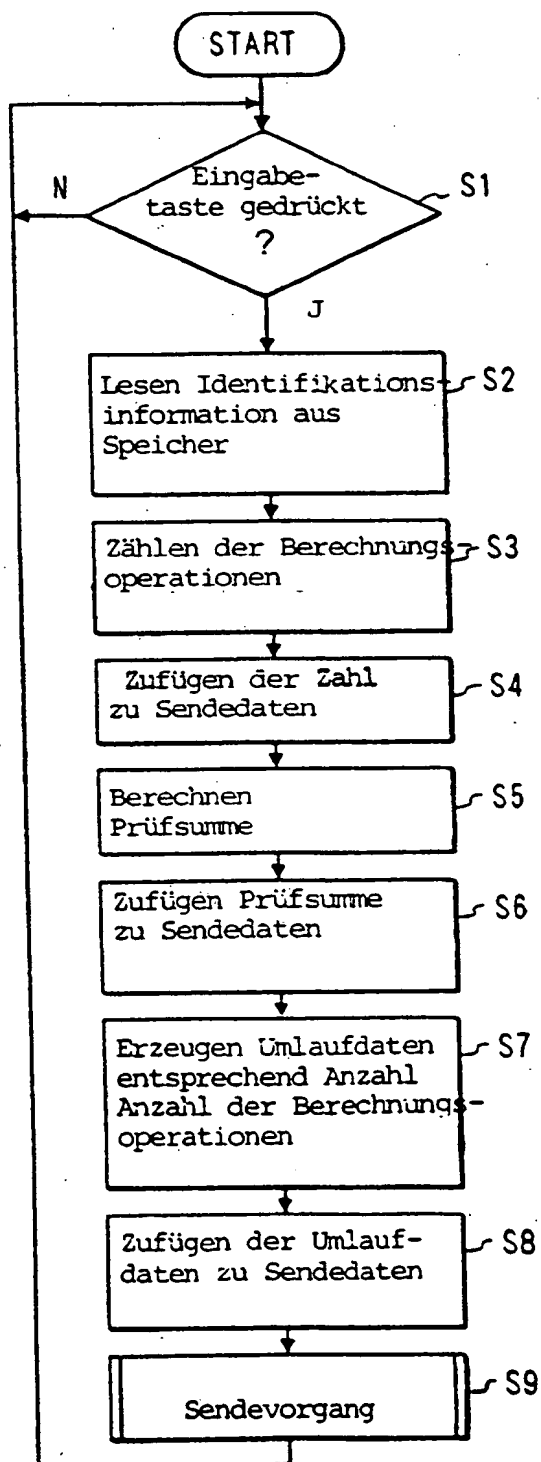 START
N
Eingabe-
taste gedrückt
?
S1
J
Lesen Identifikations-
information aus
Speicher
S2
Zählen der Berechnungs-
operationen
S3
Zufügen der Zahl
zu Sendedaten
S4
Berechnen
Prüfsumme
S5
Zufügen Prüfsumme
zu Sendedaten
S6
Erzeugen Umlaufdaten
entsprechend Anzahl
Anzahl der Berechnungs-
operationen
S7
Zufügen der Umlauf-
daten zu Sendedaten
S8
Sendevorgang
S9